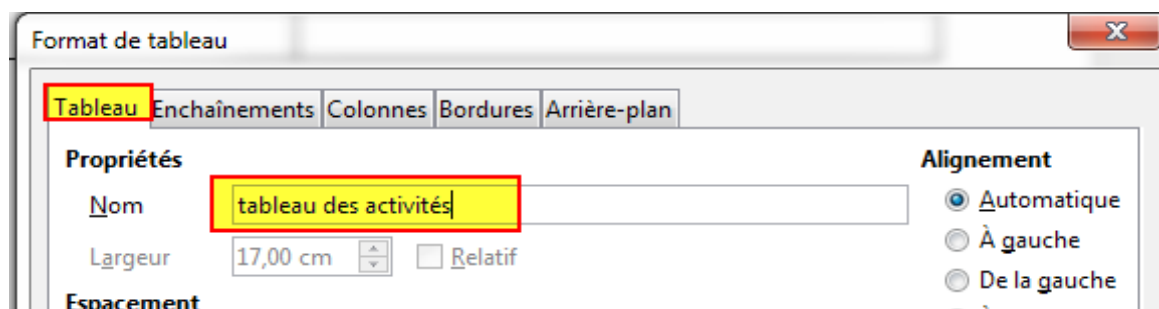 Format de tableau
Tableau Enchaînements Colonnes Bordures Arrière-plan
Propriétés Alignement
Nom tableau des activités Automatique
À gauche
Largeur 17,00 cm Relatif
De la gauche
Espacement